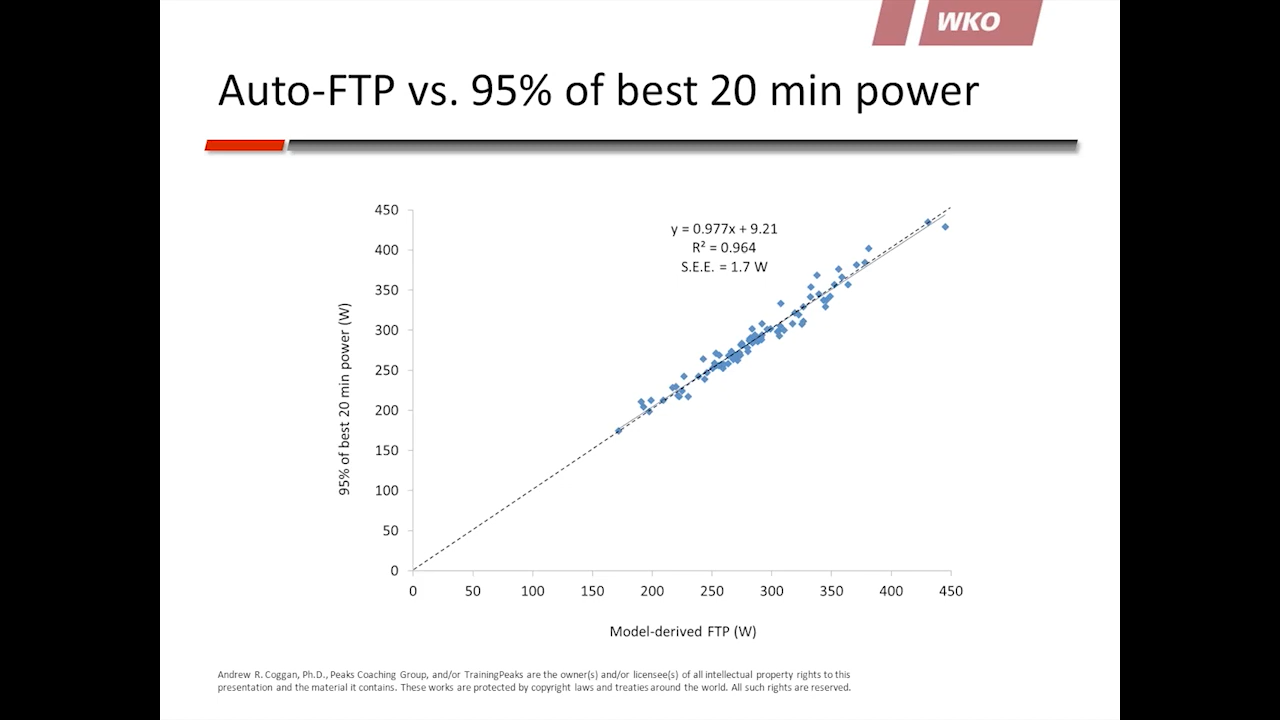 WKO
Auto-FTP vs. 95% of best 20 min power
450
400
350
300
250
200
150
100
50
0
95% of best 20 min power (W)
y = 0.977x + 9.21
R² = 0.964
S.E.E. = 1.7 W
0 50 100 150 200 250 300 350 400 450
Model-derived FTP (W)
Andrew R. Coggan, Ph.D., Peaks Coaching Group, and/or TrainingPeaks are the owner(s) and/or licensee(s) of all intellectual property rights to this
presentation and the material it contains. These works are protected by copyright laws and treaties around the world. All such rights are reserved.